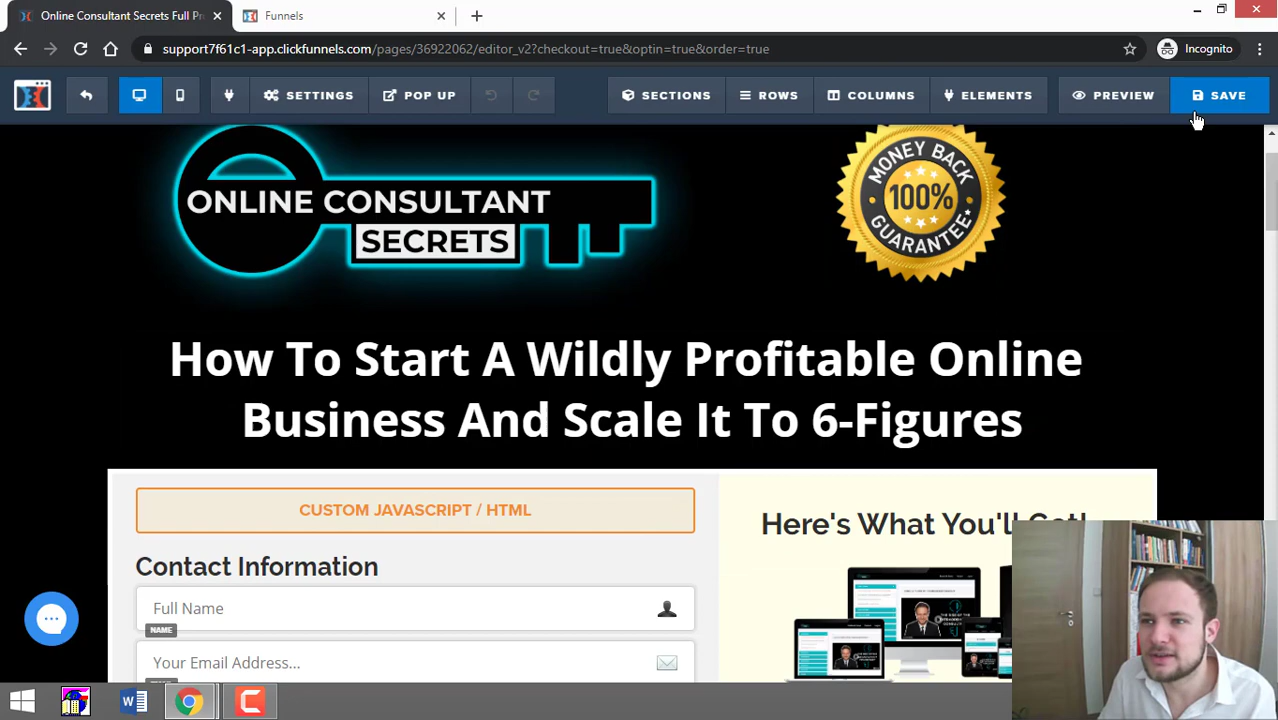 Online Consultant Secrets Full Pr
Funnels
support7f61c1-app.clickfunnels.com/pages/36922062/editor_v2?checkout=true&optin=true&order=true
Incognito
SETTINGS
POP UP
SECTIONS
ROWS
COLUMNS
ELEMENTS
PREVIEW
SAVE
ONLINE CONSULTANT
SECRETS
MONEY BACK
100%
GUARANTEE
How To Start A Wildly Profitable Online
Business And Scale It To 6-Figures
CUSTOM JAVASCRIPT / HTML
Here's What You'll Get!
Contact Information
Full Name
NAME
Your Email Address...